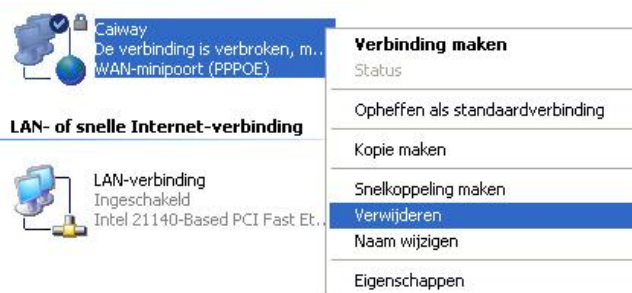 Caiway
De verbinding is verbroken, m...
WAN-minipoort (PPPOE)
LAN- of snelle Internet-verbinding
LAN-verbinding
Ingeschakeld
Intel 21140-Based PCI Fast Et...
Verbinding maken
Status
Opheffen als standaardverbinding
Kopie maken
Snelkoppeling maken
Verwijderen
Naam wijzigen
Eigenschappen